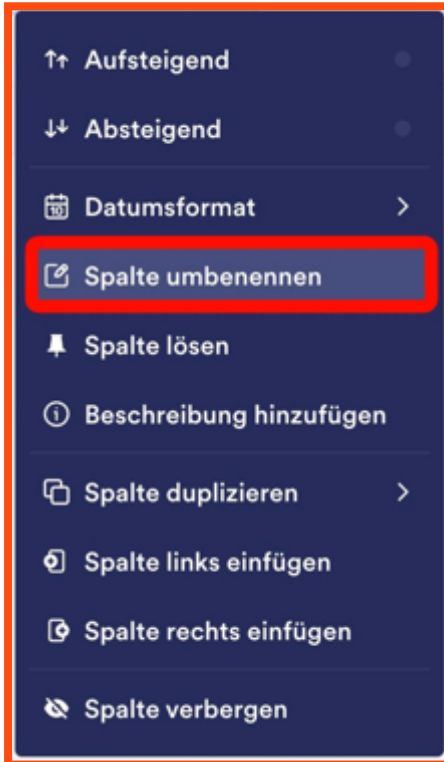 Aufsteigend
Absteigend
Datumsformat
Spalte umbenennen
Spalte lösen
Beschreibung hinzufügen
Spalte duplizieren
Spalte links einfügen
Spalte rechts einfügen
Spalte verbergen